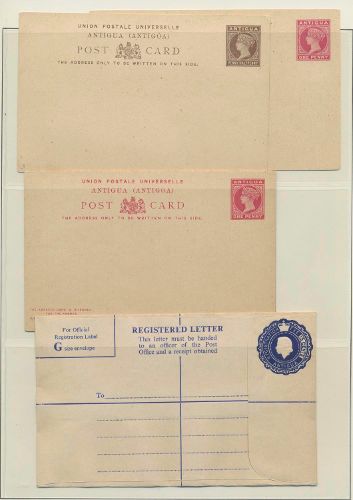 UNION POSTALE UNIVERSELLE
ANTIGUA (ANTIGOA)
POST CARD
THE ADDRESS ONLY TO BE WRITTEN ON THIS SIDE.
ANTIGUA
ANTIGUA
ONE PENNY
UNION POSTALE UNIVERSELLE
ANTIGUA (ANTIGOA)
POST CARD
THE ADDRESS ONLY TO BE WRITTEN ON THIS SIDE.
ANTIGUA
ONE PENNY
For Official
Registration Label
G size envelope
REGISTERED LETTER
This letter must be handed
to an officer of the Post
Office and a receipt obtained
To